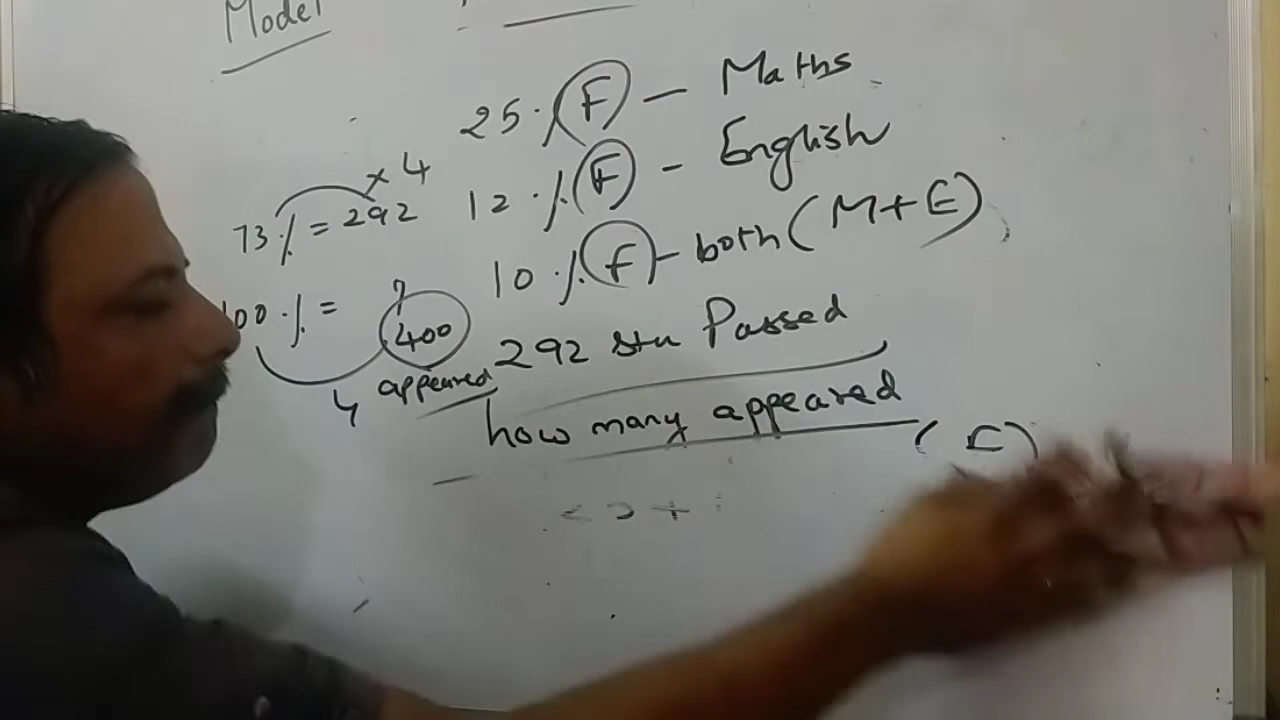 Model
25% F - Maths
12% F - English
10% F - both (M+E)
292 stu Passed
how many appeared
× 4
73% = 292
100% = ?
400
appeared